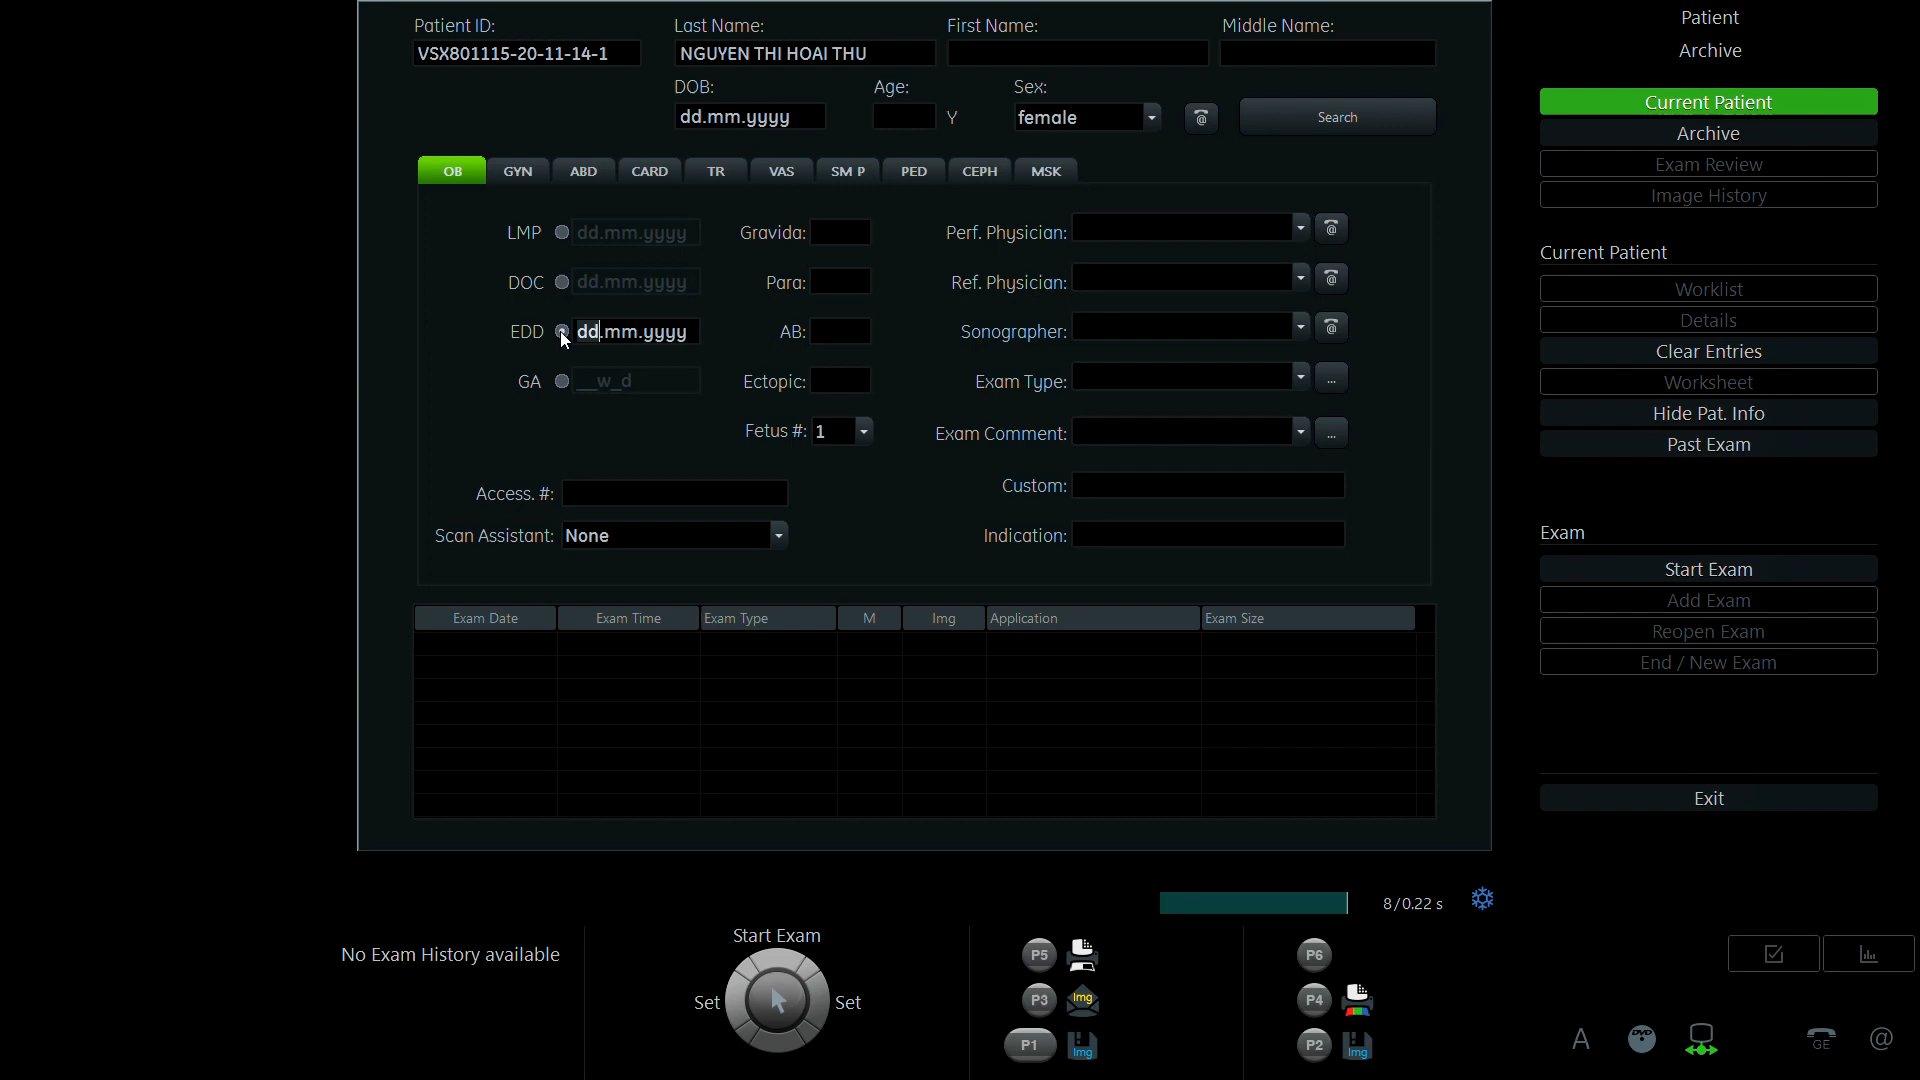 Patient ID: Last Name: First Name: Middle Name:
VSX801115-20-11-14-1 NGUYEN THI HOAI THU
DOB: Age: Sex:
dd.mm.yyyy Y female @ Search
OB GYN ABD CARD TR VAS SM P PED CEPH MSK
LMP dd.mm.yyyy Gravida: Perf. Physician: @
DOC dd.mm.yyyy Para: Ref. Physician: @
EDD dd.mm.yyyy AB: Sonographer: @
GA __w_d Ectopic: Exam Type: ...
Fetus #: 1 Exam Comment: ...
Access. #: Custom:
Scan Assistant: None Indication:
Exam Date Exam Time Exam Type M Img Application Exam Size
Patient
Archive
Current Patient
Archive
Exam Review
Image History
Current Patient
Worklist
Details
Clear Entries
Worksheet
Hide Pat. Info
Past Exam
Exam
Start Exam
Add Exam
Reopen Exam
End / New Exam
Exit
8/0.22 s
No Exam History available
Start Exam
Set Set
P5 P6
P3 Img P4
P1 Img P2 Img
A DVD GE @